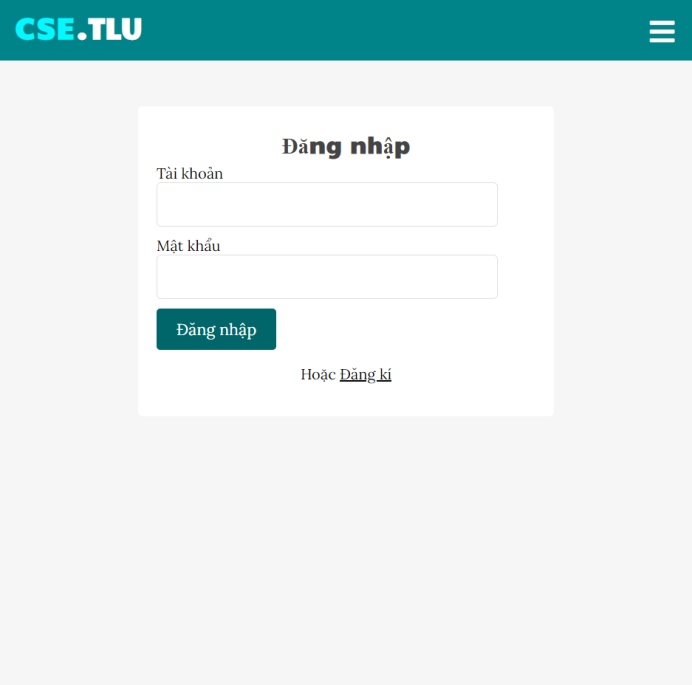 CSE.TLU
Đăng nhập
Tài khoản
Mật khẩu
Đăng nhập
Hoặc Đăng kí